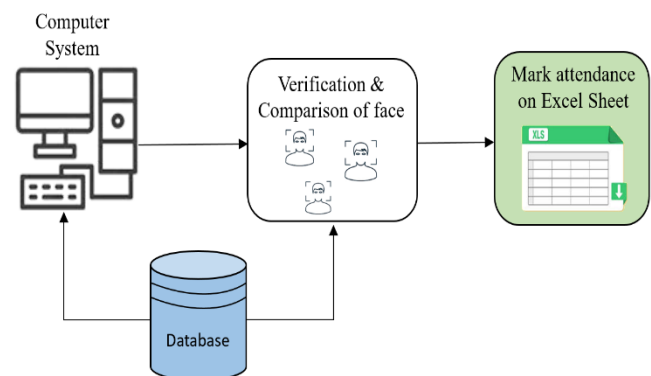 Computer
System
Verification &
Comparison of face
Mark attendance
on Excel Sheet
XLS
Database